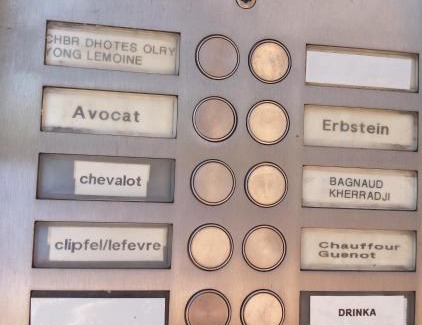 CHBR DHOTES OLRY
YONG LEMOINE
Avocat
Erbstein
chevalot
BAGNAUD
KHERRADJI
clipfel/lefevre
Chauffour
Guenot
DRINKA